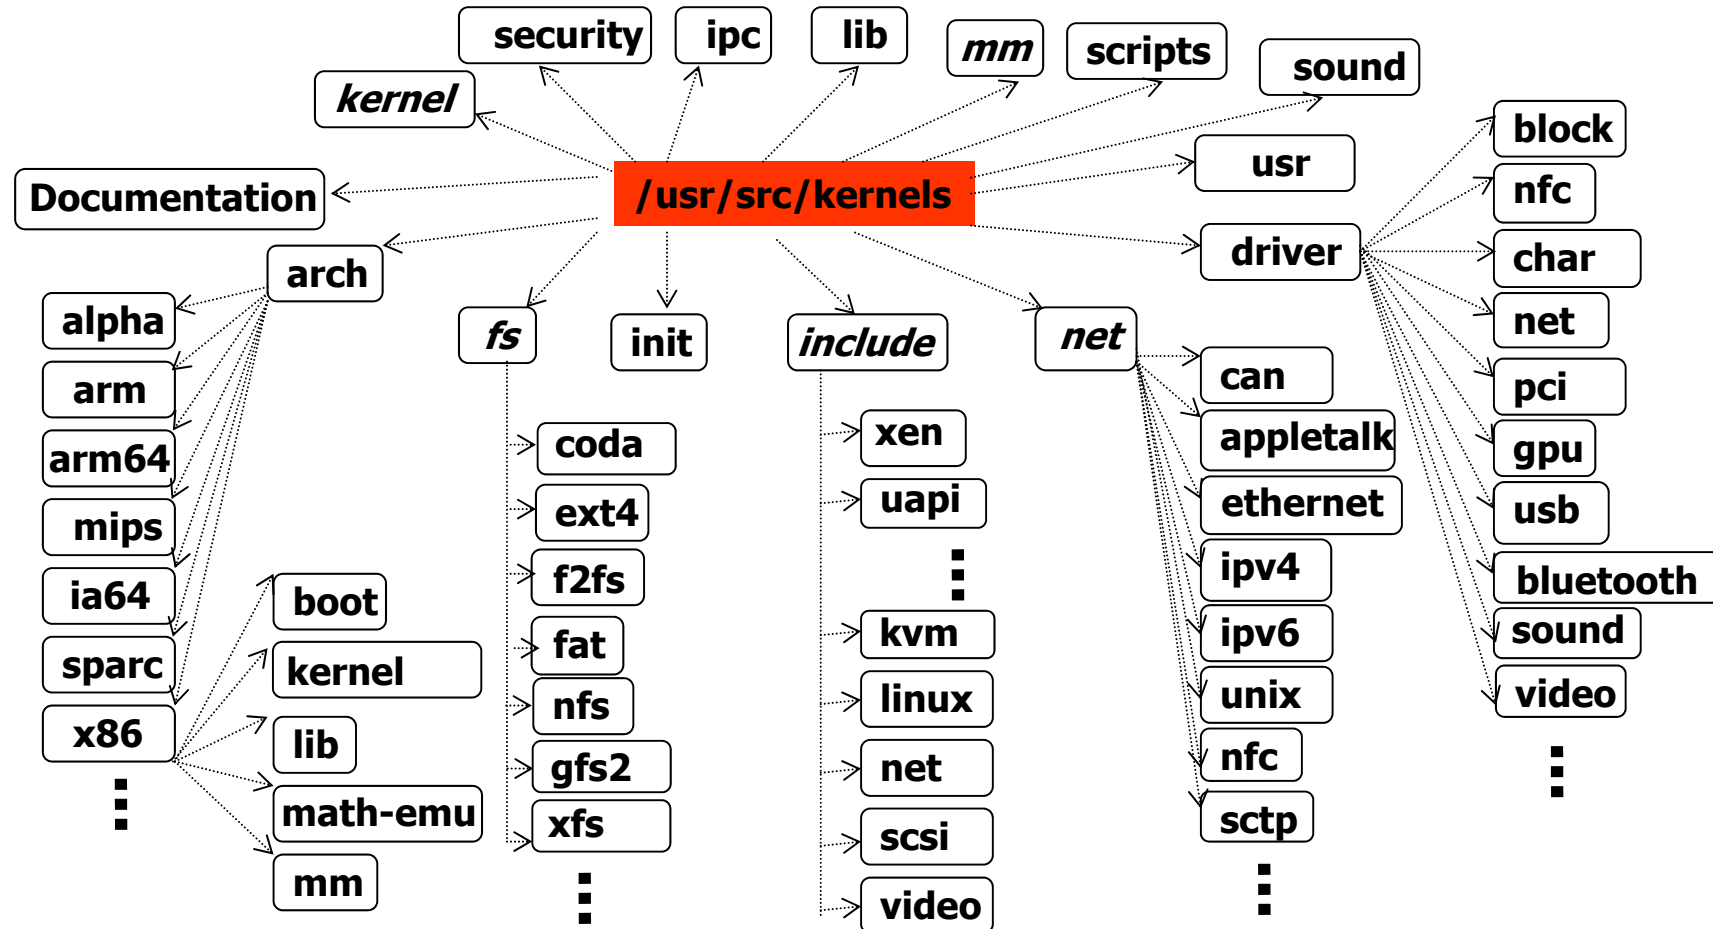 security
ipc
lib
mm
scripts
sound
kernel
/usr/src/kernels
usr
Documentation
arch
alpha
arm
arm64
mips
ia64
sparc
x86
boot
kernel
lib
math-emu
mm
fs
coda
ext4
f2fs
fat
nfs
gfs2
xfs
init
include
xen
uapi
kvm
linux
net
scsi
video
net
can
appletalk
ethernet
ipv4
ipv6
unix
nfc
sctp
driver
block
nfc
char
net
pci
gpu
usb
bluetooth
sound
video